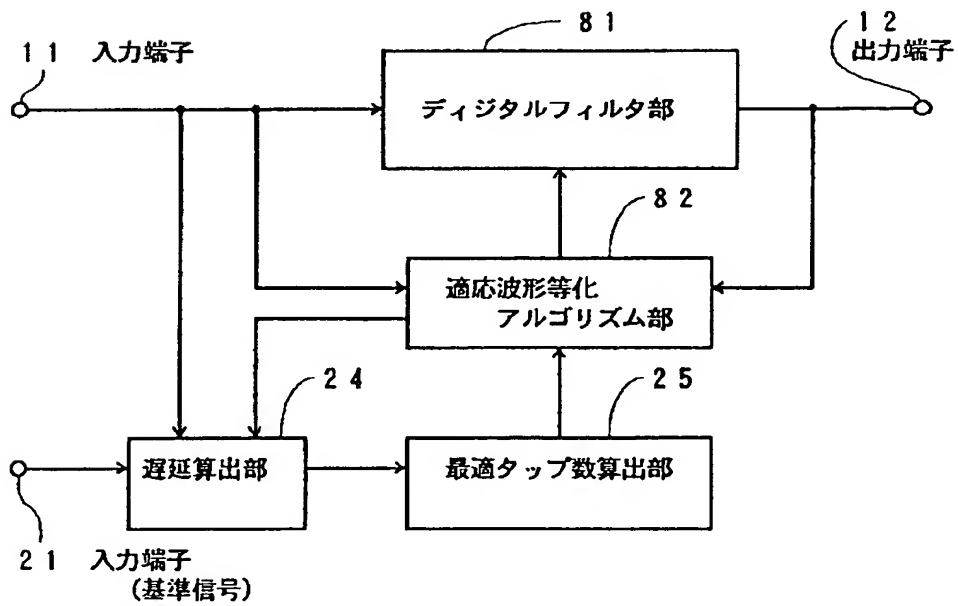 11 入力端子
81
12
出力端子
ディジタルフィルタ部
82
適応波形等化
アルゴリズム部
24
25
遅延算出部
最適タップ数算出部
21 入力端子
(基準信号)